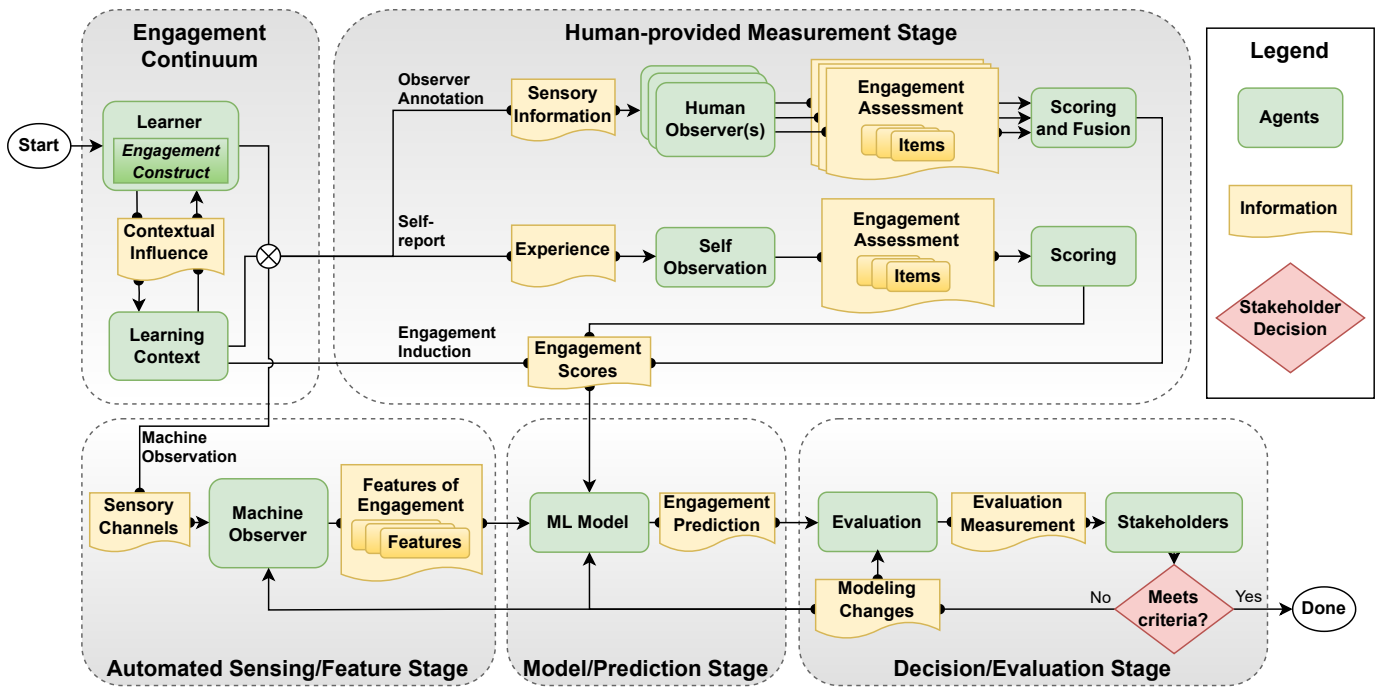 Engagement
Continuum
Start
Learner
Engagement
Construct
Contextual
Influence
Learning
Context
Human-provided Measurement Stage
Observer
Annotation
Sensory
Information
Human
Observer(s)
Engagement
Assessment
Items
Scoring
and Fusion
Self-
report
Experience
Self
Observation
Engagement
Assessment
Items
Scoring
Engagement
Induction
Engagement
Scores
Legend
Agents
Information
Stakeholder
Decision
Machine
Observation
Sensory
Channels
Machine
Observer
Features of
Engagement
Features
Automated Sensing/Feature Stage
ML Model
Engagement
Prediction
Model/Prediction Stage
Evaluation
Evaluation
Measurement
Stakeholders
Modeling
Changes
No
Meets
criteria?
Yes
Done
Decision/Evaluation Stage